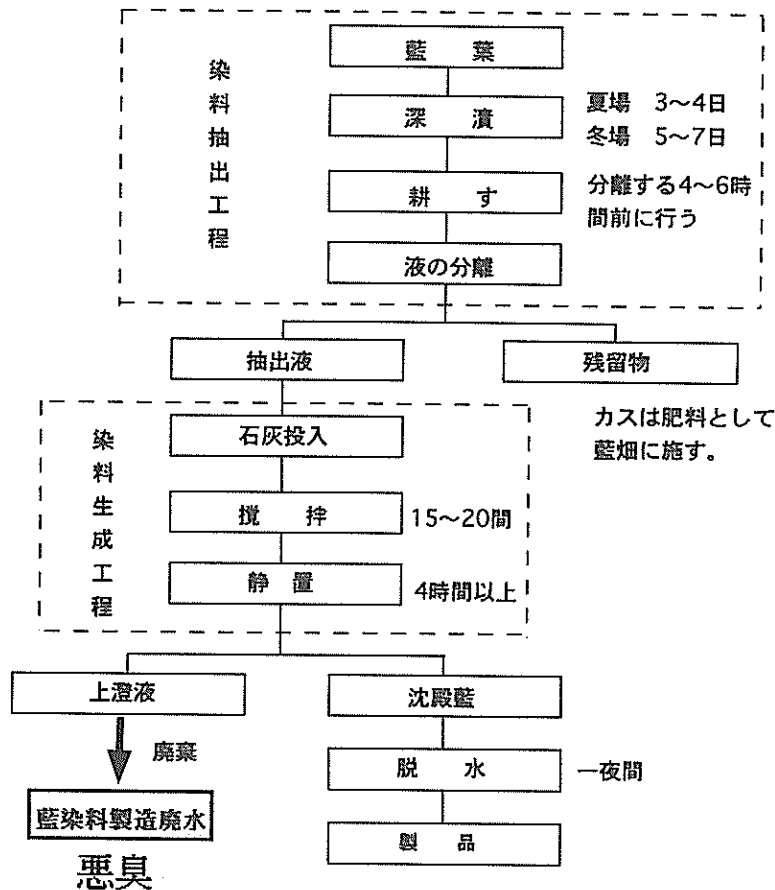 染料抽出工程
藍 葉
深 漬
夏場 3〜4日
冬場 5〜7日
耕 す
分離する4〜6時
間前に行う
液の分離
抽出液
残留物
カスは肥料として
藍畑に施す。
染料生成工程
石灰投入
撹 拌
15〜20間
静 置
4時間以上
上澄液
沈殿藍
廃棄
脱 水
一夜間
藍染料製造廃水
製 品
悪臭